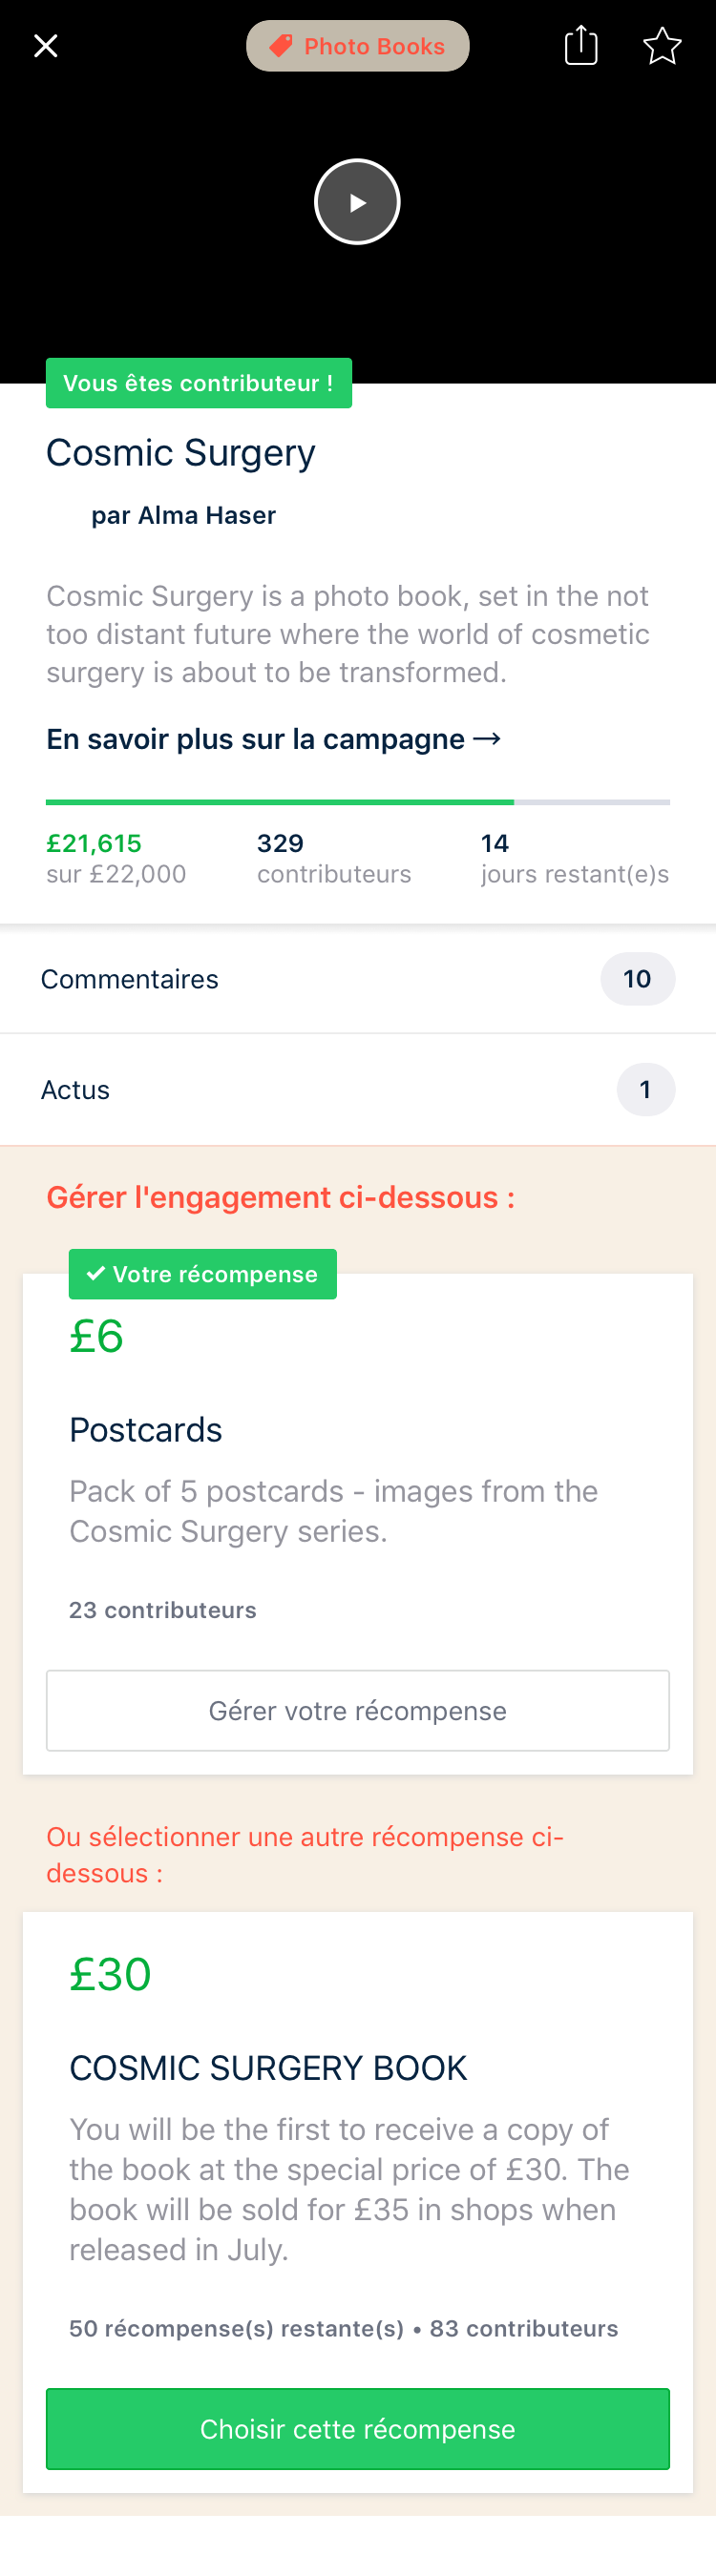 Photo Books
Vous êtes contributeur !
Cosmic Surgery
par Alma Haser
Cosmic Surgery is a photo book, set in the not
too distant future where the world of cosmetic
surgery is about to be transformed.
En savoir plus sur la campagne →
£21,615
sur £22,000
329
contributeurs
14
jours restant(e)s
Commentaires
10
Actus
1
Gérer l'engagement ci-dessous :
✓ Votre récompense
£6
Postcards
Pack of 5 postcards - images from the
Cosmic Surgery series.
23 contributeurs
Gérer votre récompense
Ou sélectionner une autre récompense ci-
dessous :
£30
COSMIC SURGERY BOOK
You will be the first to receive a copy of
the book at the special price of £30. The
book will be sold for £35 in shops when
released in July.
50 récompense(s) restante(s) • 83 contributeurs
Choisir cette récompense